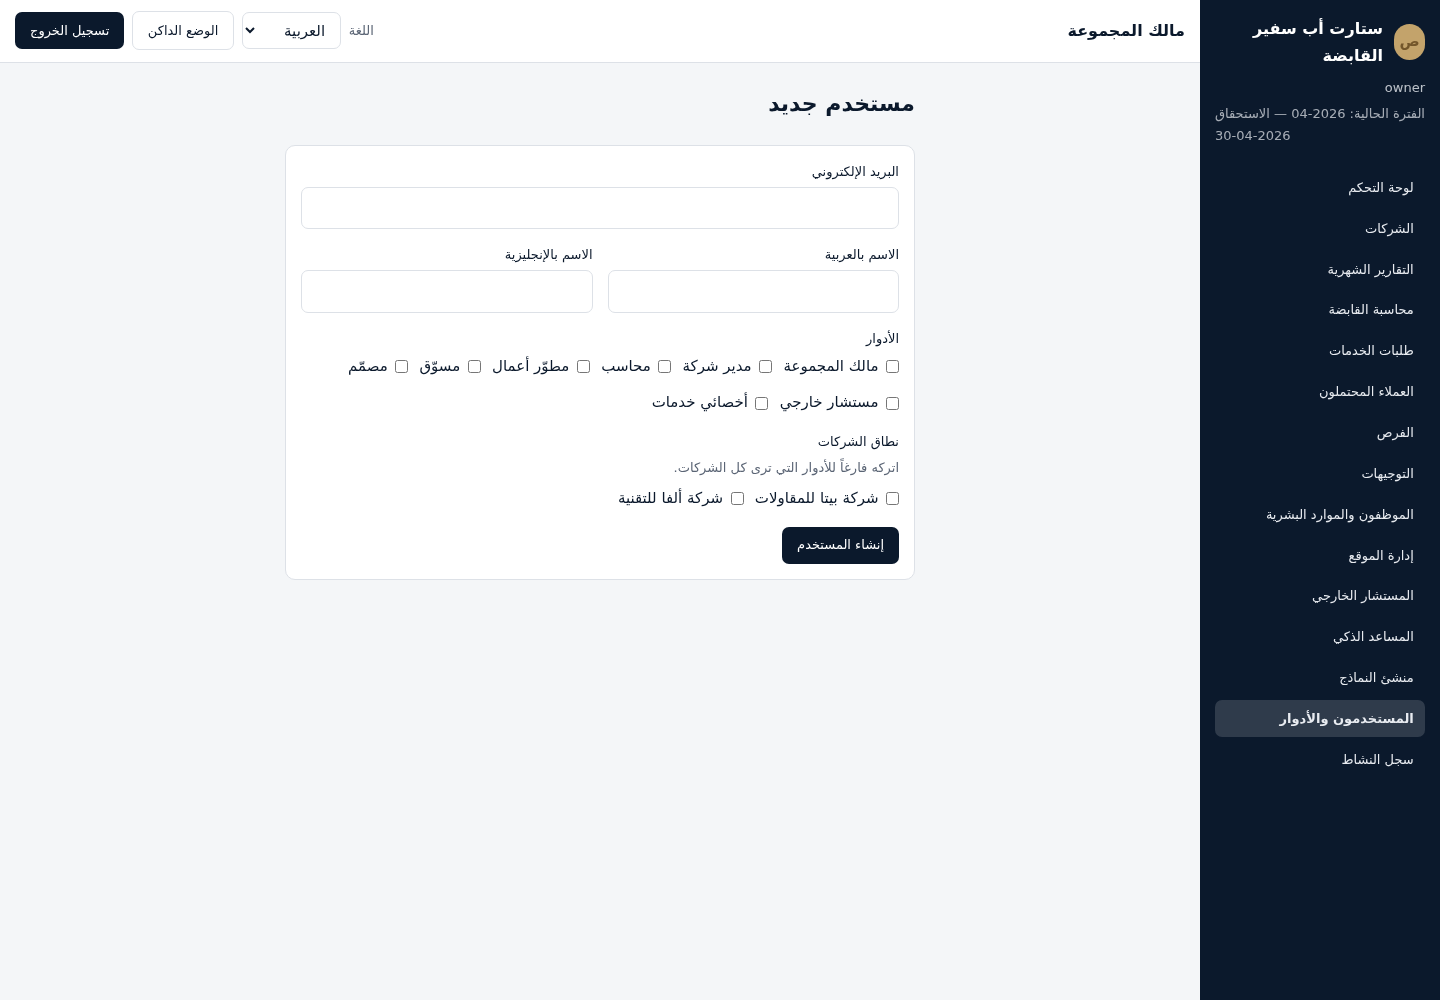 ص
ستارت أب سفير
القابضة
owner
الفترة الحالية: 2026-04 — الاستحقاق
2026-04-30
لوحة التحكم
الشركات
التقارير الشهرية
محاسبة القابضة
طلبات الخدمات
العملاء المحتملون
الفرص
التوجيهات
الموظفون والموارد البشرية
إدارة الموقع
المستشار الخارجي
المساعد الذكي
منشئ النماذج
المستخدمون والأدوار
سجل النشاط
مالك المجموعة
اللغة العربية الوضع الداكن تسجيل الخروج
مستخدم جديد
البريد الإلكتروني
الاسم بالعربية الاسم بالإنجليزية
الأدوار
مالك المجموعة مدير شركة محاسب مطوّر أعمال مسوّق مصمّم
مستشار خارجي أخصائي خدمات
نطاق الشركات
اتركه فارغاً للأدوار التي ترى كل الشركات.
شركة بيتا للمقاولات شركة ألفا للتقنية
إنشاء المستخدم